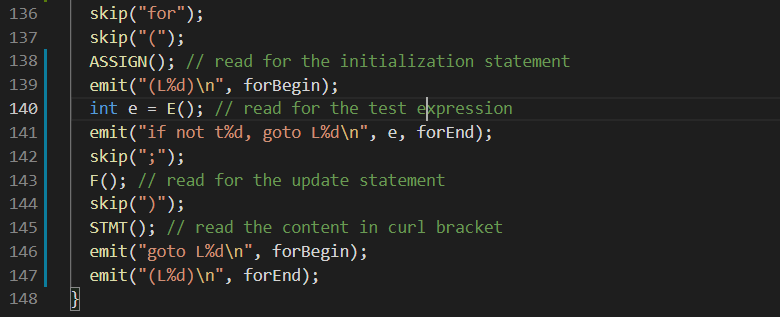 136 skip("for");
137 skip("(");
138 ASSIGN(); // read for the initialization statement
139 emit("(L%d)\n", forBegin);
140 int e = E(); // read for the test expression
141 emit("if not t%d, goto L%d\n", e, forEnd);
142 skip(";");
143 F(); // read for the update statement
144 skip(")");
145 STMT(); // read the content in curl bracket
146 emit("goto L%d\n", forBegin);
147 emit("(L%d)\n", forEnd);
148 }